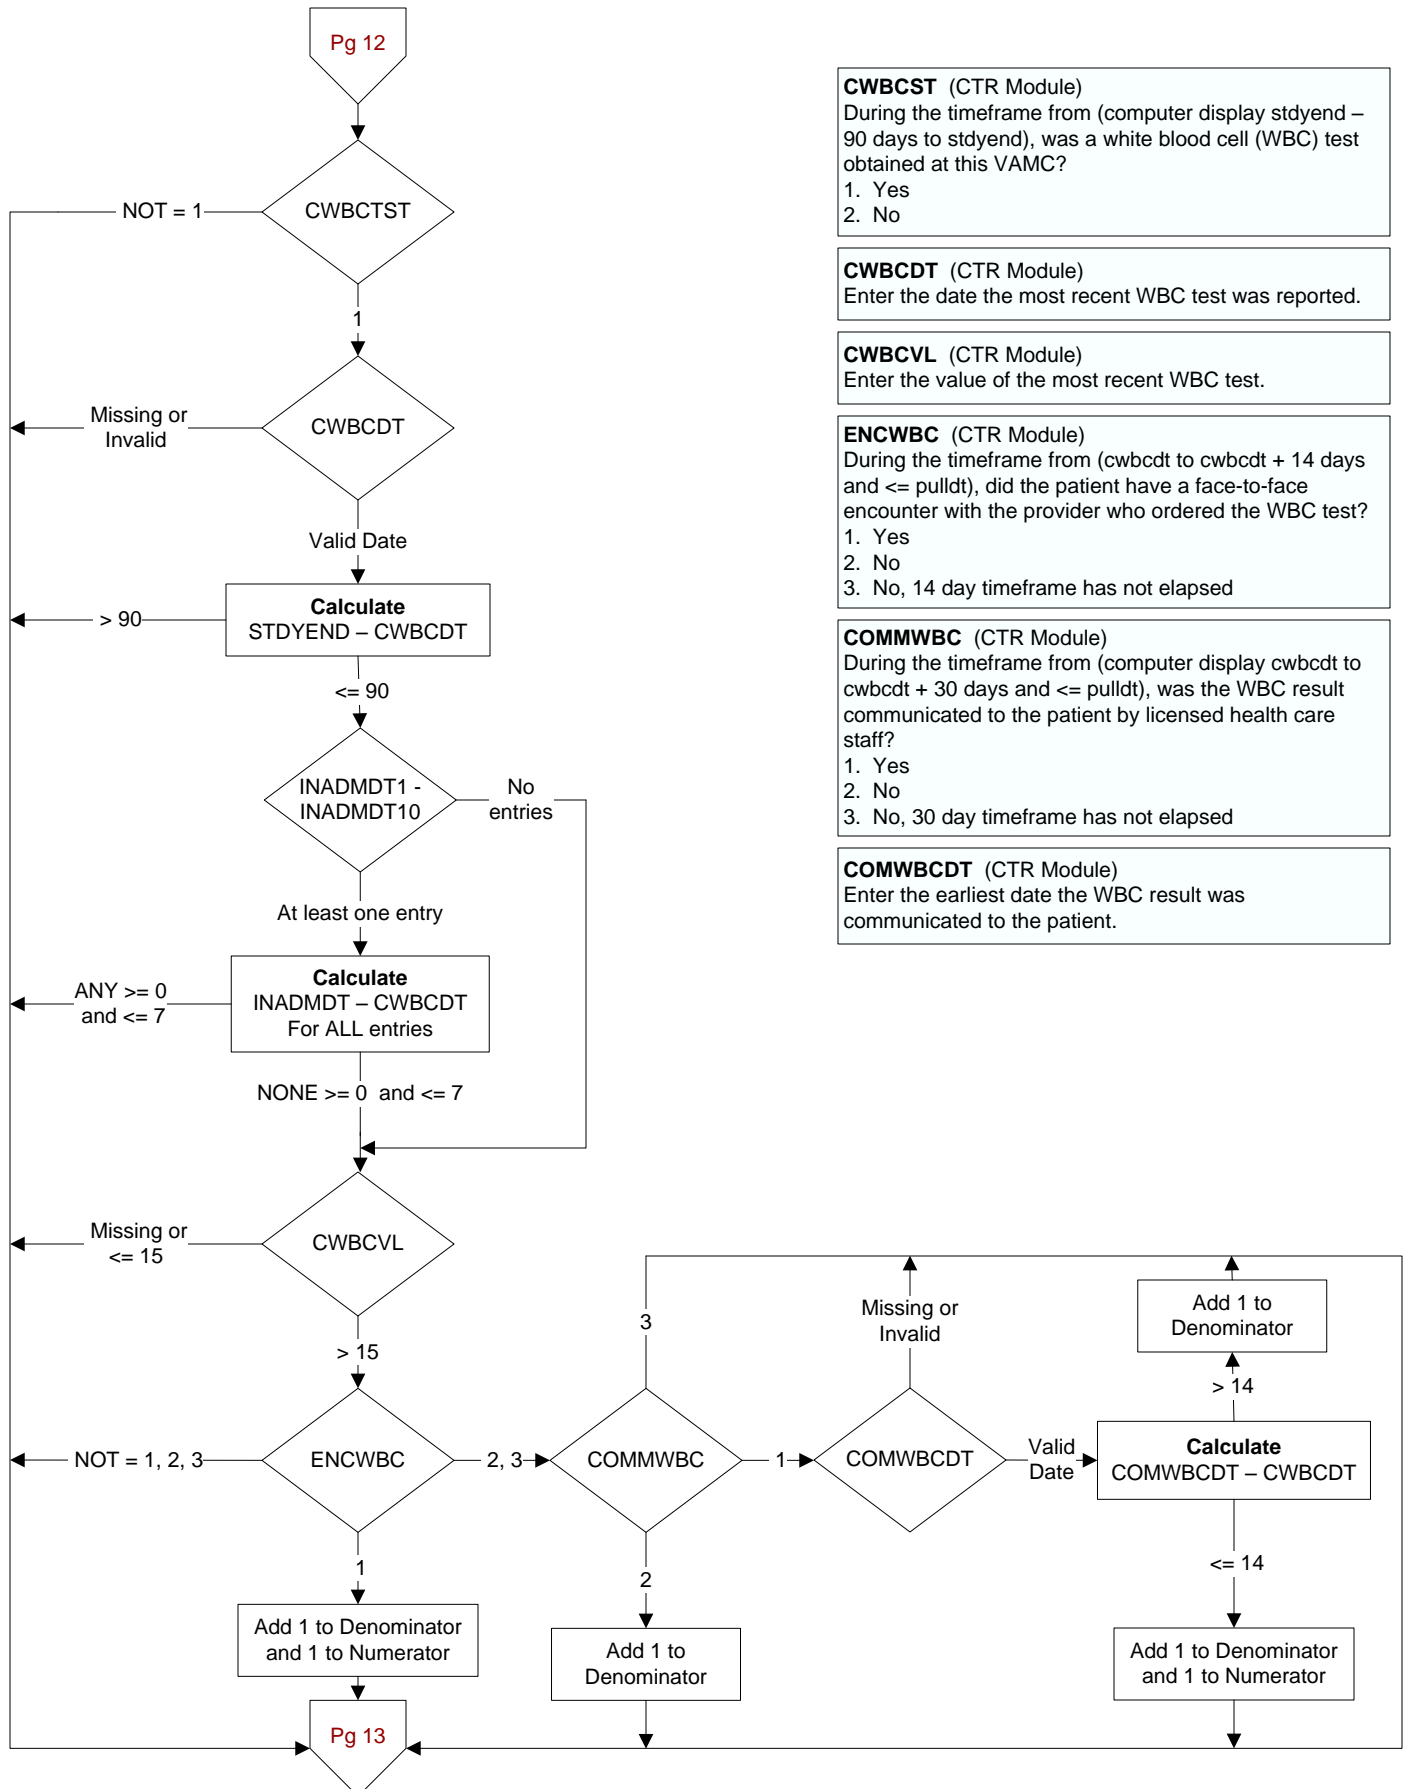 Pg 12
CWBCTST
NOT = 1
1
CWBCDT
Missing or
Invalid
Valid Date
Calculate
STDYEND – CWBCDT
> 90
<= 90
INADMDT1 -
INADMDT10
No
entries
At least one entry
Calculate
INADMDT – CWBCDT
For ALL entries
ANY >= 0
and <= 7
NONE >= 0 and <= 7
CWBCVL
Missing or
<= 15
> 15
ENCWBC
NOT = 1, 2, 3
2, 3
1
Add 1 to Denominator
and 1 to Numerator
Pg 13
COMMWBC
3
1
2
Add 1 to
Denominator
COMWBCDT
Missing or
Invalid
Valid
Date
Calculate
COMWBCDT – CWBCDT
> 14
Add 1 to
Denominator
<= 14
Add 1 to Denominator
and 1 to Numerator
CWBCST (CTR Module)
During the timeframe from (computer display stdyend –
90 days to stdyend), was a white blood cell (WBC) test
obtained at this VAMC?
1. Yes
2. No
CWBCDT (CTR Module)
Enter the date the most recent WBC test was reported.
CWBCVL (CTR Module)
Enter the value of the most recent WBC test.
ENCWBC (CTR Module)
During the timeframe from (cwbcdt to cwbcdt + 14 days
and <= pulldt), did the patient have a face-to-face
encounter with the provider who ordered the WBC test?
1. Yes
2. No
3. No, 14 day timeframe has not elapsed
COMMWBC (CTR Module)
During the timeframe from (computer display cwbcdt to
cwbcdt + 30 days and <= pulldt), was the WBC result
communicated to the patient by licensed health care
staff?
1. Yes
2. No
3. No, 30 day timeframe has not elapsed
COMWBCDT (CTR Module)
Enter the earliest date the WBC result was
communicated to the patient.